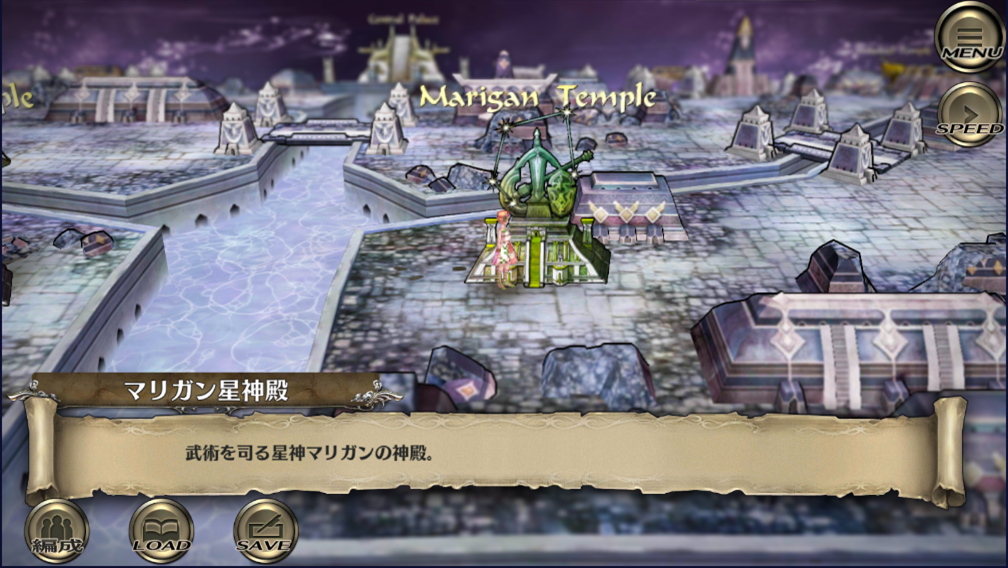 Central Palace
MENU
ple
Marigan Temple
SPEED
マリガン星神殿
武術を司る星神マリガンの神殿。
編成
LOAD
SAVE